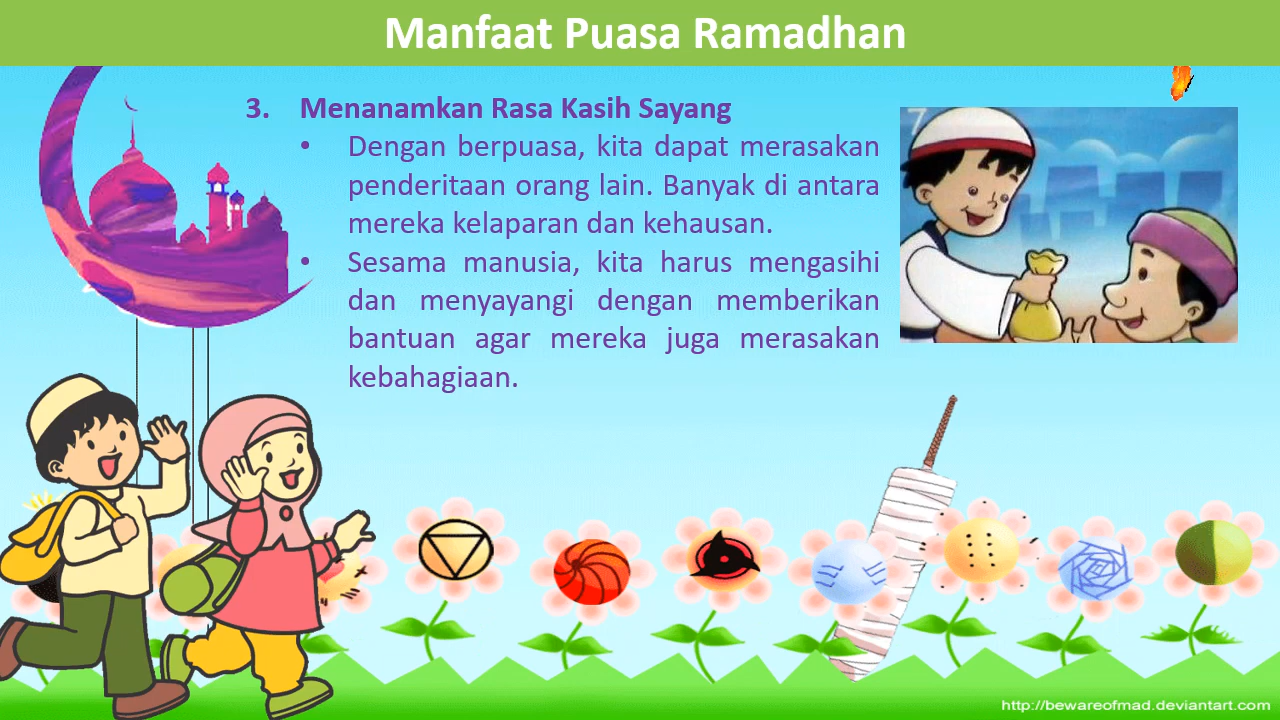 Manfaat Puasa Ramadhan
3. Menanamkan Rasa Kasih Sayang
• Dengan berpuasa, kita dapat merasakan
penderitaan orang lain. Banyak di antara
mereka kelaparan dan kehausan.
• Sesama manusia, kita harus mengasihi
dan menyayangi dengan memberikan
bantuan agar mereka juga merasakan
kebahagiaan.
7
http://bewareofmad.deviantart.com